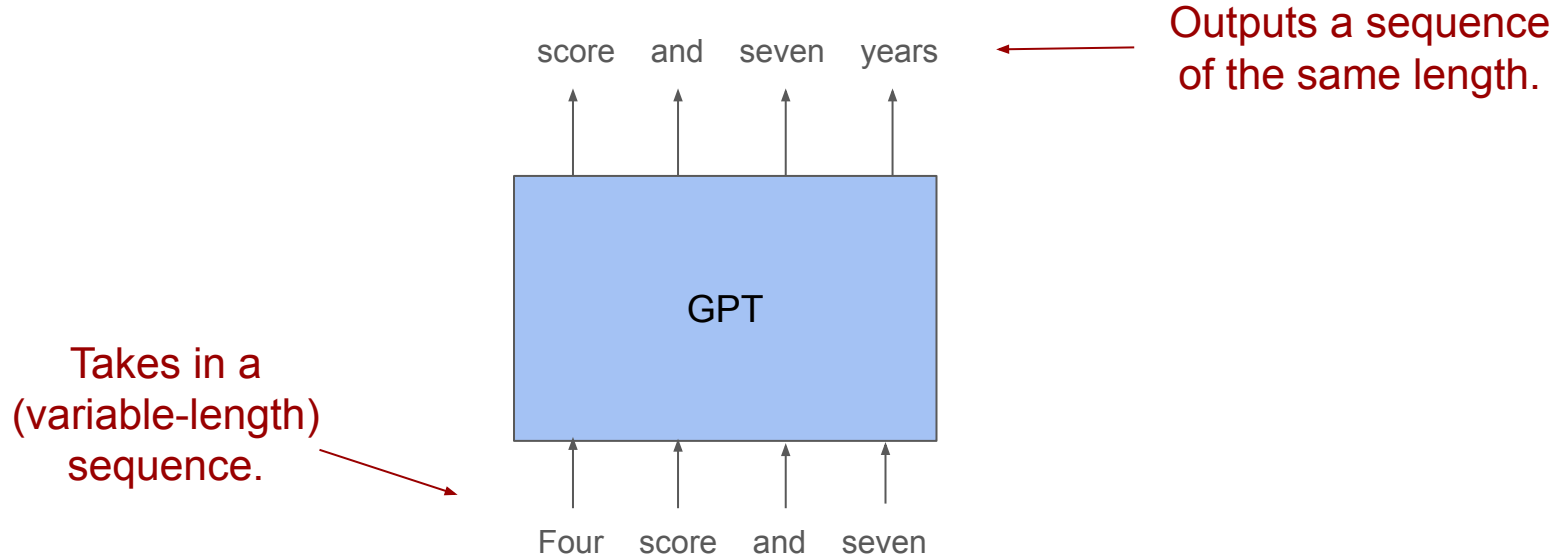 score and seven years
Outputs a sequence
of the same length.
GPT
Takes in a
(variable-length)
sequence.
Four score and seven